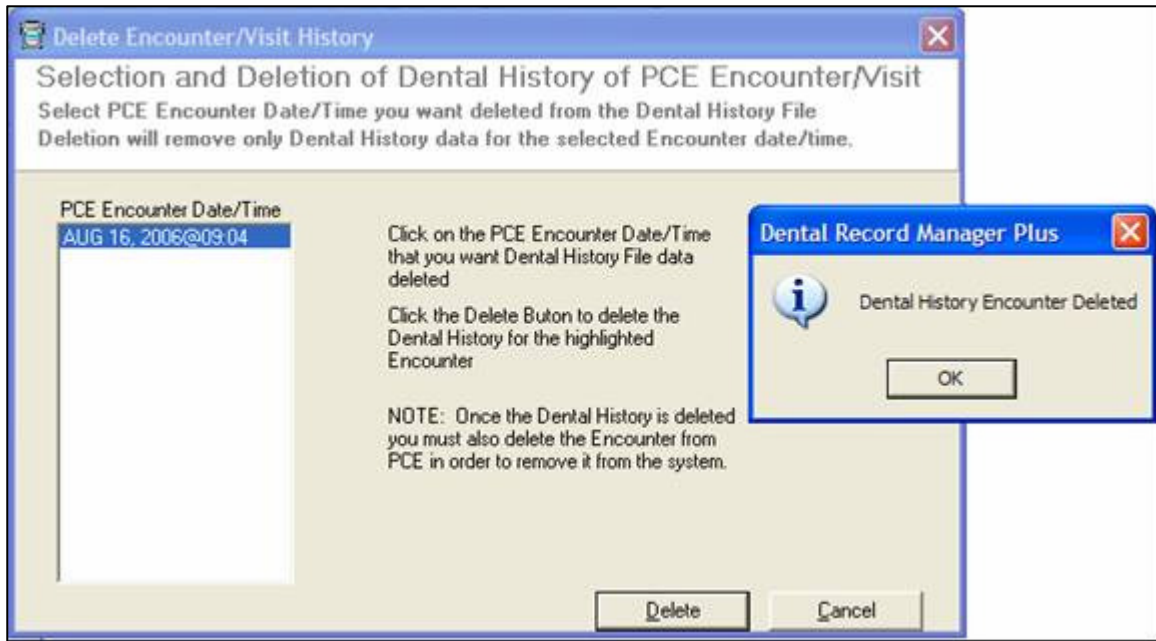 Delete Encounter/Visit History
Selection and Deletion of Dental History of PCE Encounter/Visit
Select PCE Encounter Date/Time you want deleted from the Dental History File
Deletion will remove only Dental History data for the selected Encounter date/time.
PCE Encounter Date/Time
AUG 16, 2006@09:04
Click on the PCE Encounter Date/Time
that you want Dental History File data
deleted
Click the Delete Buton to delete the
Dental History for the highlighted
Encounter
NOTE: Once the Dental History is deleted
you must also delete the Encounter from
PCE in order to remove it from the system.
Delete
Cancel
Dental Record Manager Plus
Dental History Encounter Deleted
OK